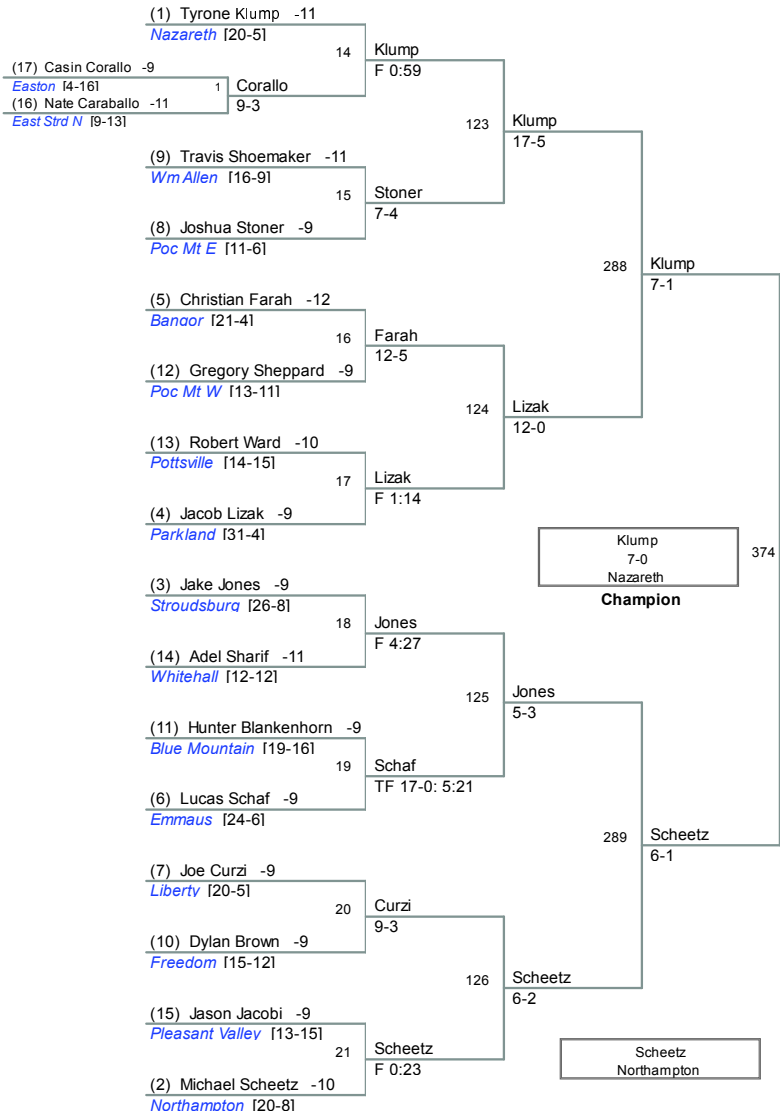 (1) Tyrone Klump -11
Nazareth [20-5]
14
Klump
F 0:59
(17) Casin Corallo -9
Easton [4-16]
1
Corallo
9-3
(16) Nate Caraballo -11
East Strd N [9-13]
123
Klump
17-5
(9) Travis Shoemaker -11
Wm Allen [16-9]
15
Stoner
7-4
(8) Joshua Stoner -9
Poc Mt E [11-6]
288
Klump
7-1
(5) Christian Farah -12
Bangor [21-4]
16
Farah
12-5
(12) Gregory Sheppard -9
Poc Mt W [13-11]
124
Lizak
12-0
(13) Robert Ward -10
Pottsville [14-15]
17
Lizak
F 1:14
(4) Jacob Lizak -9
Parkland [31-4]
Klump
7-0
Nazareth
Champion
374
(3) Jake Jones -9
Stroudsburg [26-8]
18
Jones
F 4:27
(14) Adel Sharif -11
Whitehall [12-12]
125
Jones
5-3
(11) Hunter Blankenhorn -9
Blue Mountain [19-16]
19
Schaf
TF 17-0: 5:21
(6) Lucas Schaf -9
Emmaus [24-6]
289
Scheetz
6-1
(7) Joe Curzi -9
Liberty [20-5]
20
Curzi
9-3
(10) Dylan Brown -9
Freedom [15-12]
126
Scheetz
6-2
(15) Jason Jacobi -9
Pleasant Valley [13-15]
21
Scheetz
F 0:23
(2) Michael Scheetz -10
Northampton [20-8]
Scheetz
Northampton